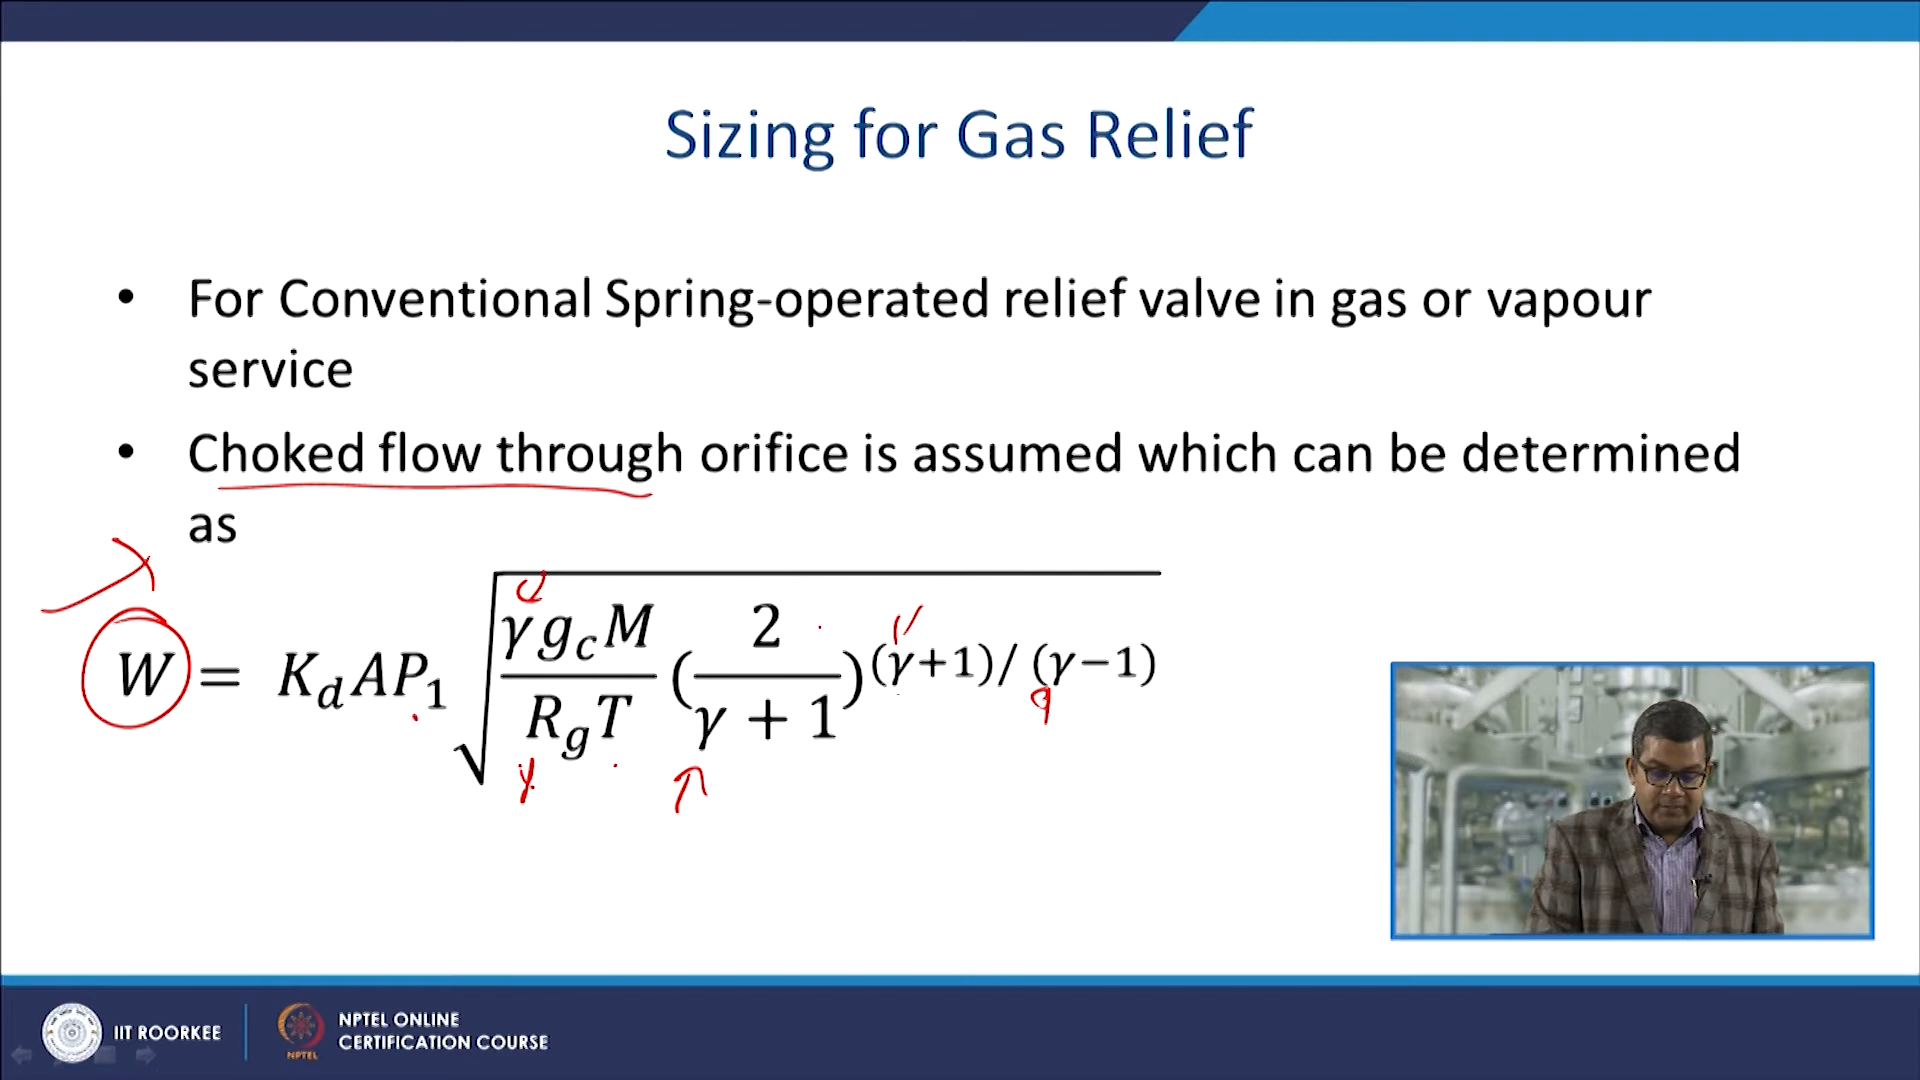 Sizing for Gas Relief
• For Conventional Spring-operated relief valve in gas or vapour
service
• Choked flow through orifice is assumed which can be determined
as
W = K_d A P_1 √( (γ g_c M)/(R_g T) (2/(γ + 1))^{(γ+1)/(γ−1)} )
IIT ROORKEE
NPTEL
NPTEL ONLINE
CERTIFICATION COURSE